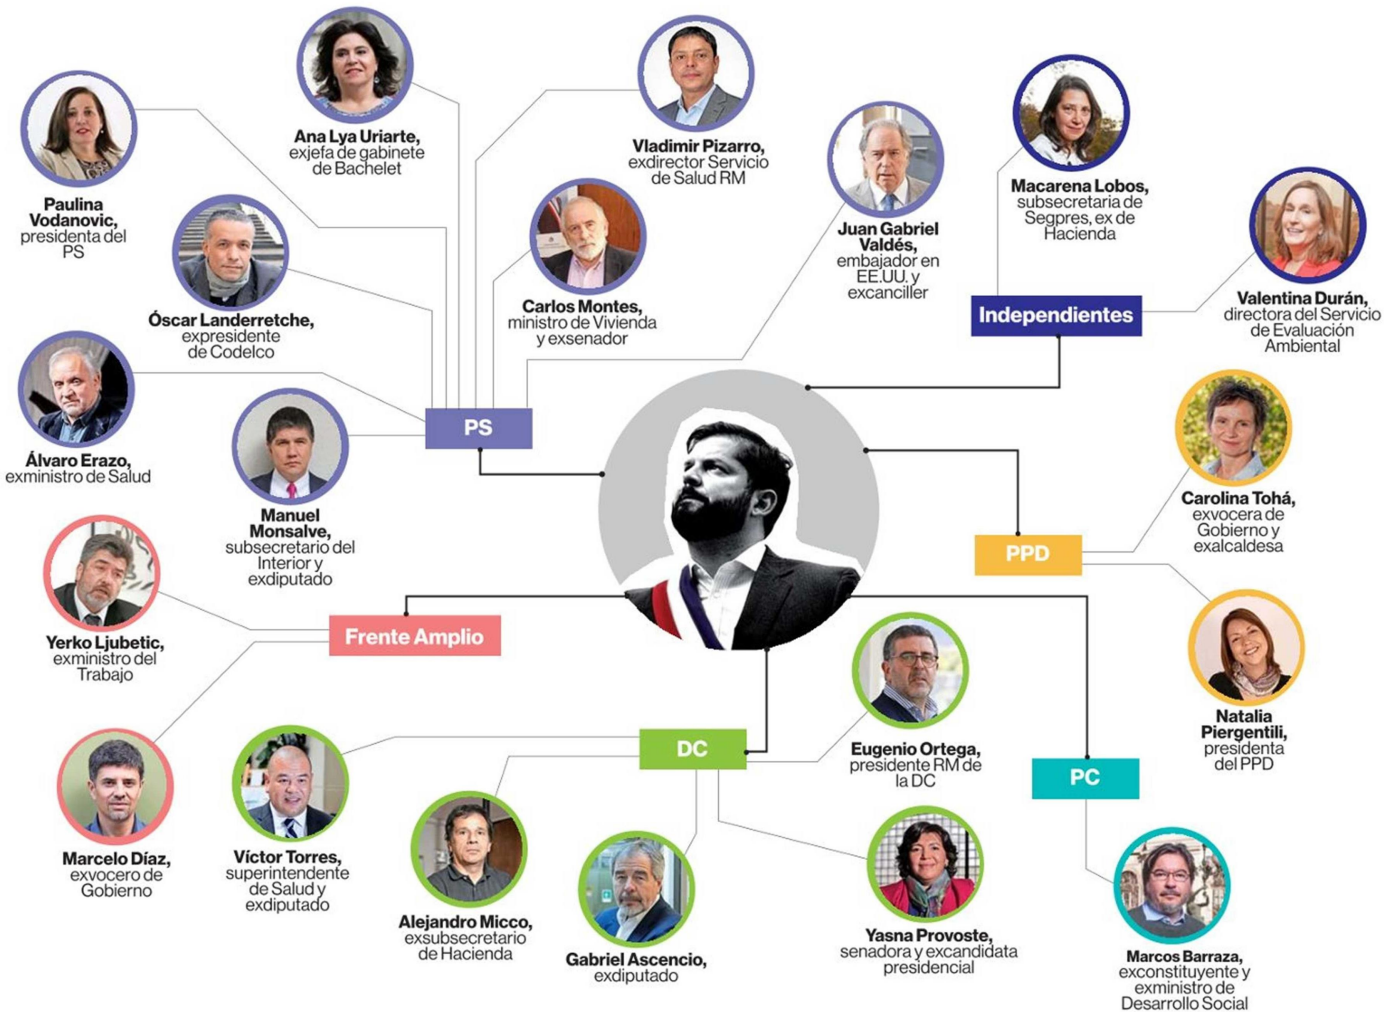 Ana Lya Uriarte,
exjefa de gabinete
de Bachelet
Vladimir Pizarro,
exdirector Servicio
de Salud RM
Paulina
Vodanovic,
presidenta del
PS
Juan Gabriel
Valdés,
embajador en
EE.UU. y
excanciller
Macarena Lobos,
subsecretaria de
Segpres, ex de
Hacienda
Óscar Landerretche,
expresidente
de Codelco
Carlos Montes,
ministro de Vivienda
y exsenador
Independientes
Valentina Durán,
directora del Servicio
de Evaluación
Ambiental
PS
Álvaro Erazo,
exministro de Salud
Manuel
Monsalve,
subsecretario del
Interior y
exdiputado
Carolina Tohá,
exvocera de
Gobierno y
exalcaldesa
PPD
Yerko Ljubetic,
exministro del
Trabajo
Frente Amplio
Natalia
Piergentili,
presidenta
del PPD
DC
Eugenio Ortega,
presidente RM de
la DC
PC
Marcelo Díaz,
exvocero de
Gobierno
Víctor Torres,
superintendente
de Salud y
exdiputado
Alejandro Micco,
exsubsecretario
de Hacienda
Gabriel Ascencio,
exdiputado
Yasna Provoste,
senadora y excandidata
presidencial
Marcos Barraza,
exconstituyente y
exministro de
Desarrollo Social